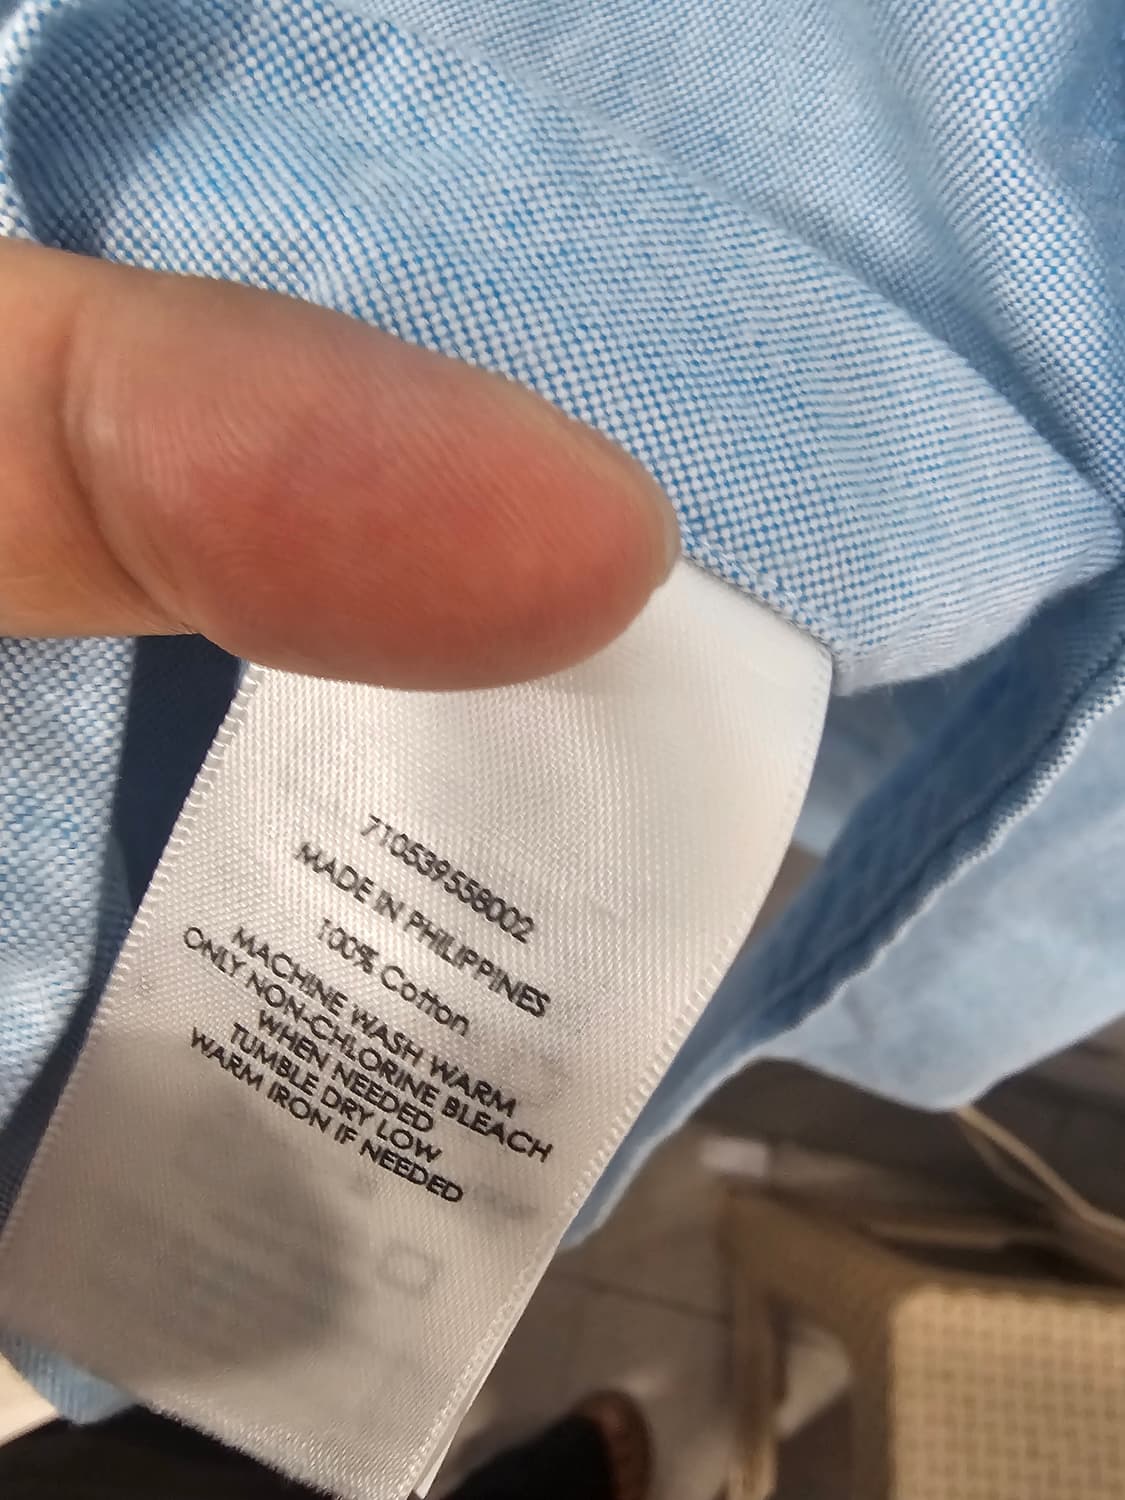 710539558002
MADE IN PHILIPPINES
100% Cotton
MACHINE WASH WARM
ONLY NON-CHLORINE BLEACH
WHEN NEEDED
TUMBLE DRY LOW
WARM IRON IF NEEDED